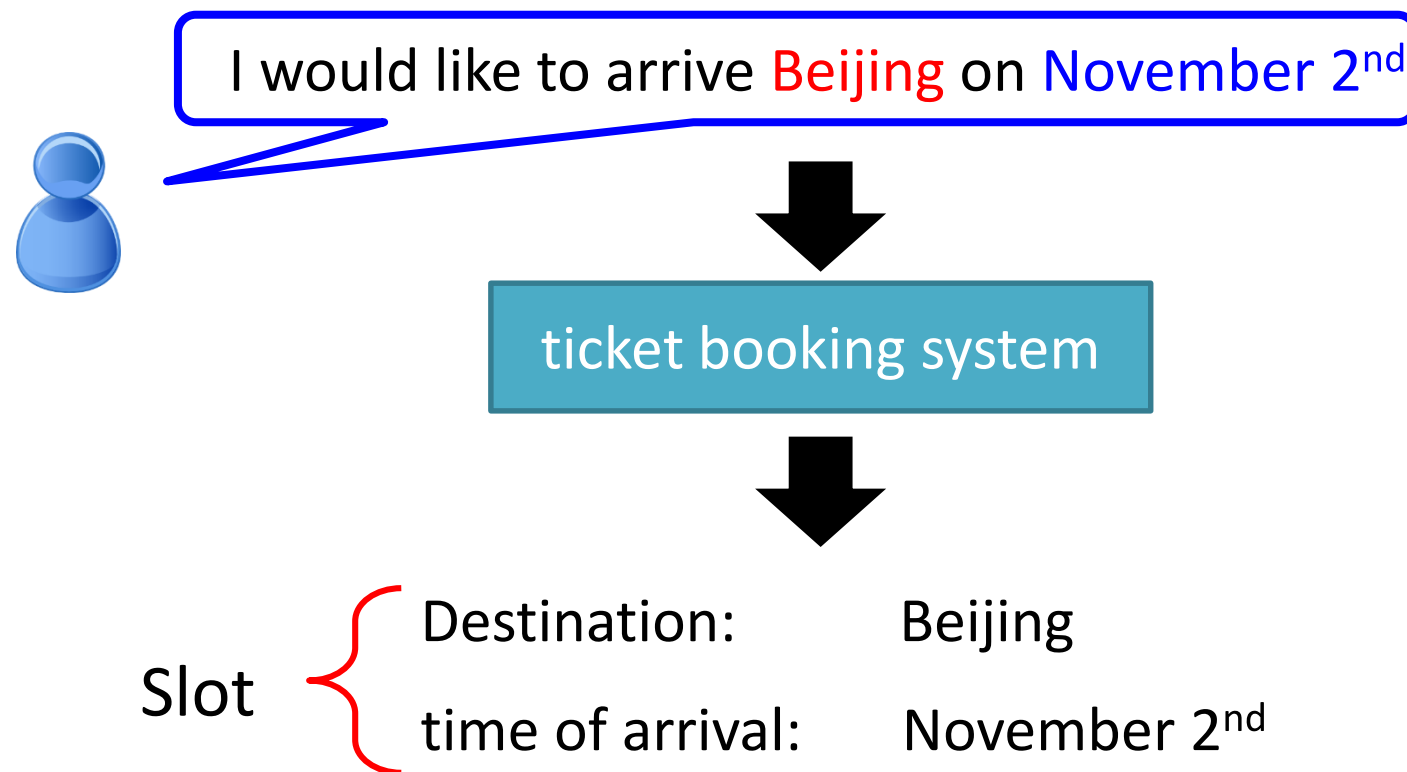 I would like to arrive Beijing on November 2nd
ticket booking system
Destination: Beijing
Slot
time of arrival: November 2nd